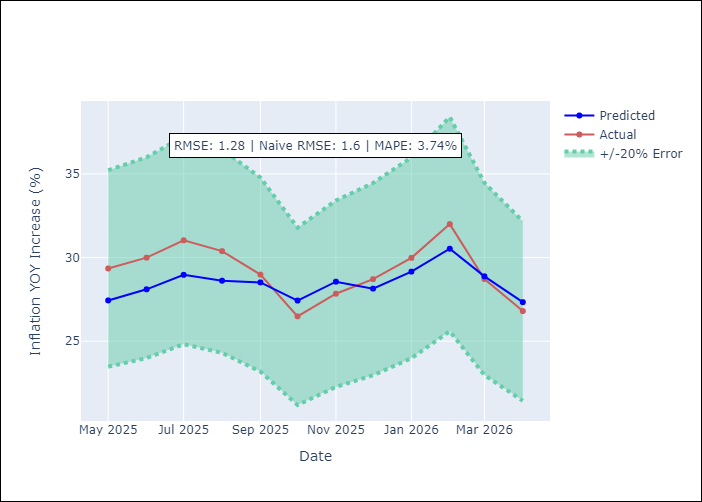 RMSE: 1.28 | Naive RMSE: 1.6 | MAPE: 3.74%
Predicted
Actual
+/-20% Error
Inflation YOY Increase (%)
35
30
25
May 2025
Jul 2025
Sep 2025
Nov 2025
Jan 2026
Mar 2026
Date